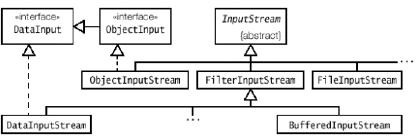 «interface»
DataInput
«interface»
ObjectInput
InputStream
{abstract}
ObjectInputStream
FilterInputStream
FileInputStream
...
DataInputStream
...
BufferedInputStream